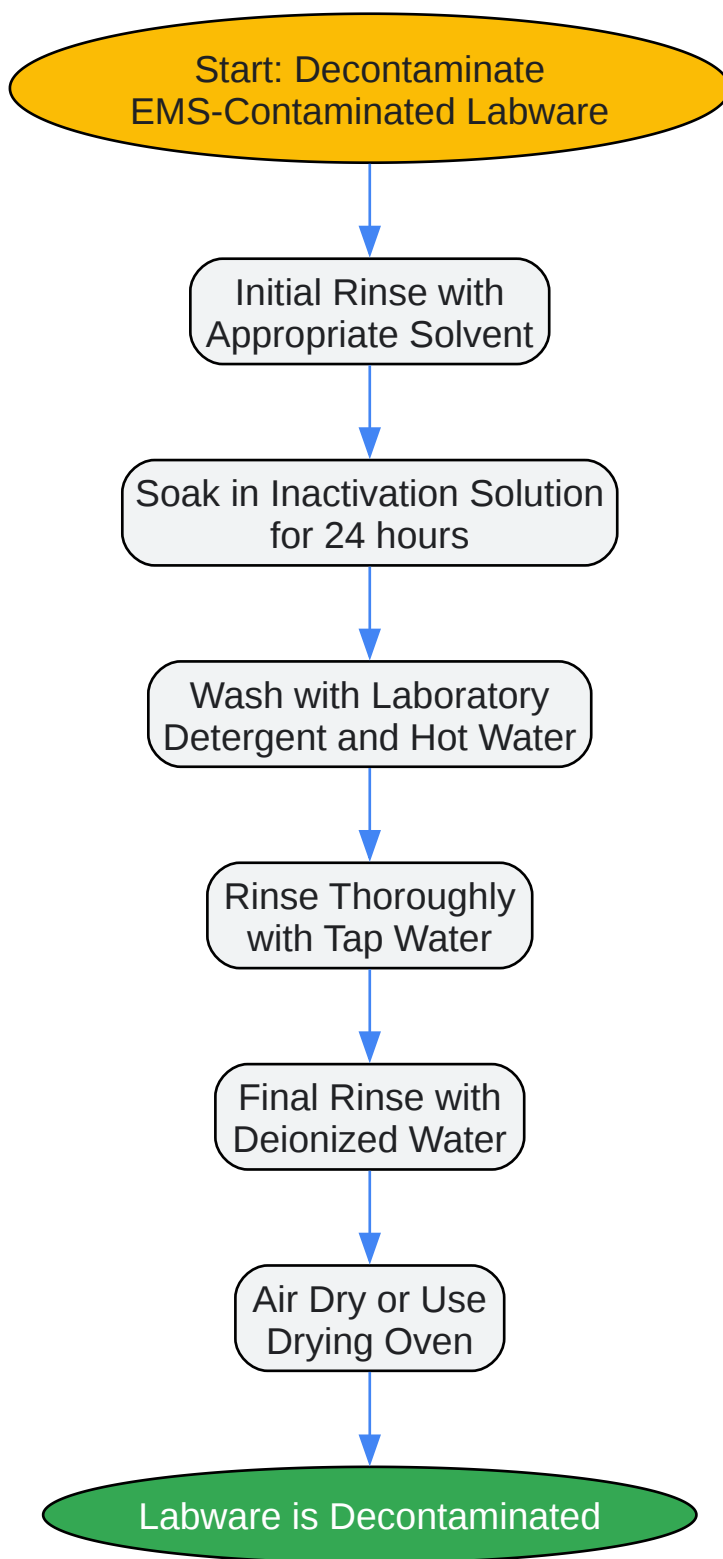 Start: Decontaminate
EMS-Contaminated Labware
Initial Rinse with
Appropriate Solvent
Soak in Inactivation Solution
for 24 hours
Wash with Laboratory
Detergent and Hot Water
Rinse Thoroughly
with Tap Water
Final Rinse with
Deionized Water
Air Dry or Use
Drying Oven
Labware is Decontaminated